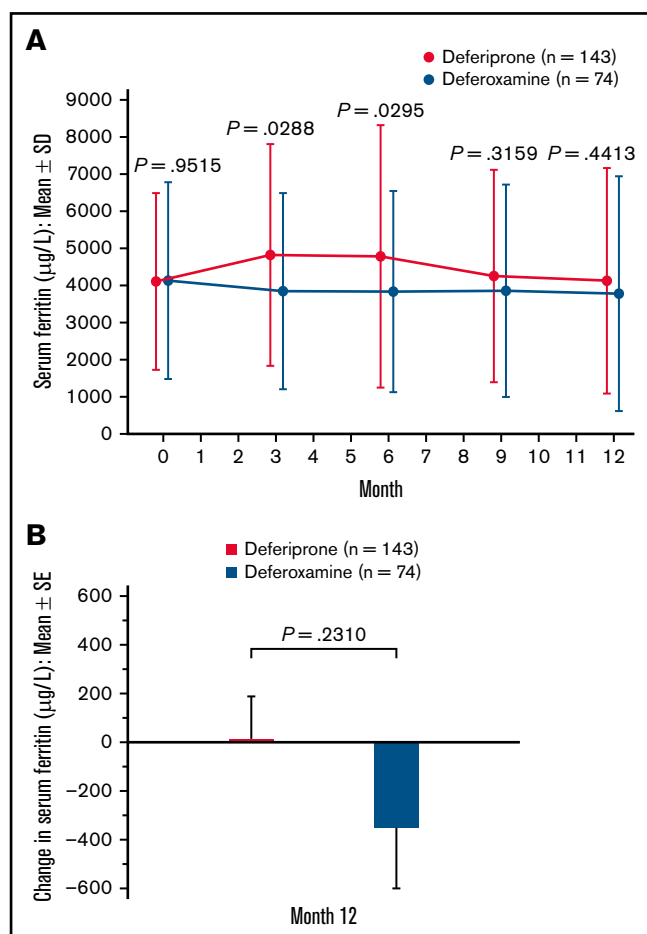 A
Deferiprone (n = 143)
Deferoxamine (n = 74)
Serum ferritin (μg/L): Mean ± SD
9000
8000
7000
6000
5000
4000
3000
2000
1000
0
P = .9515
P = .0288
P = .0295
P = .3159
P = .4413
0 1 2 3 4 5 6 7 8 9 10 11 12
Month
B
Deferiprone (n = 143)
Deferoxamine (n = 74)
Change in serum ferritin (μg/L): Mean ± SE
600
400
200
0
−200
−400
−600
P = .2310
Month 12